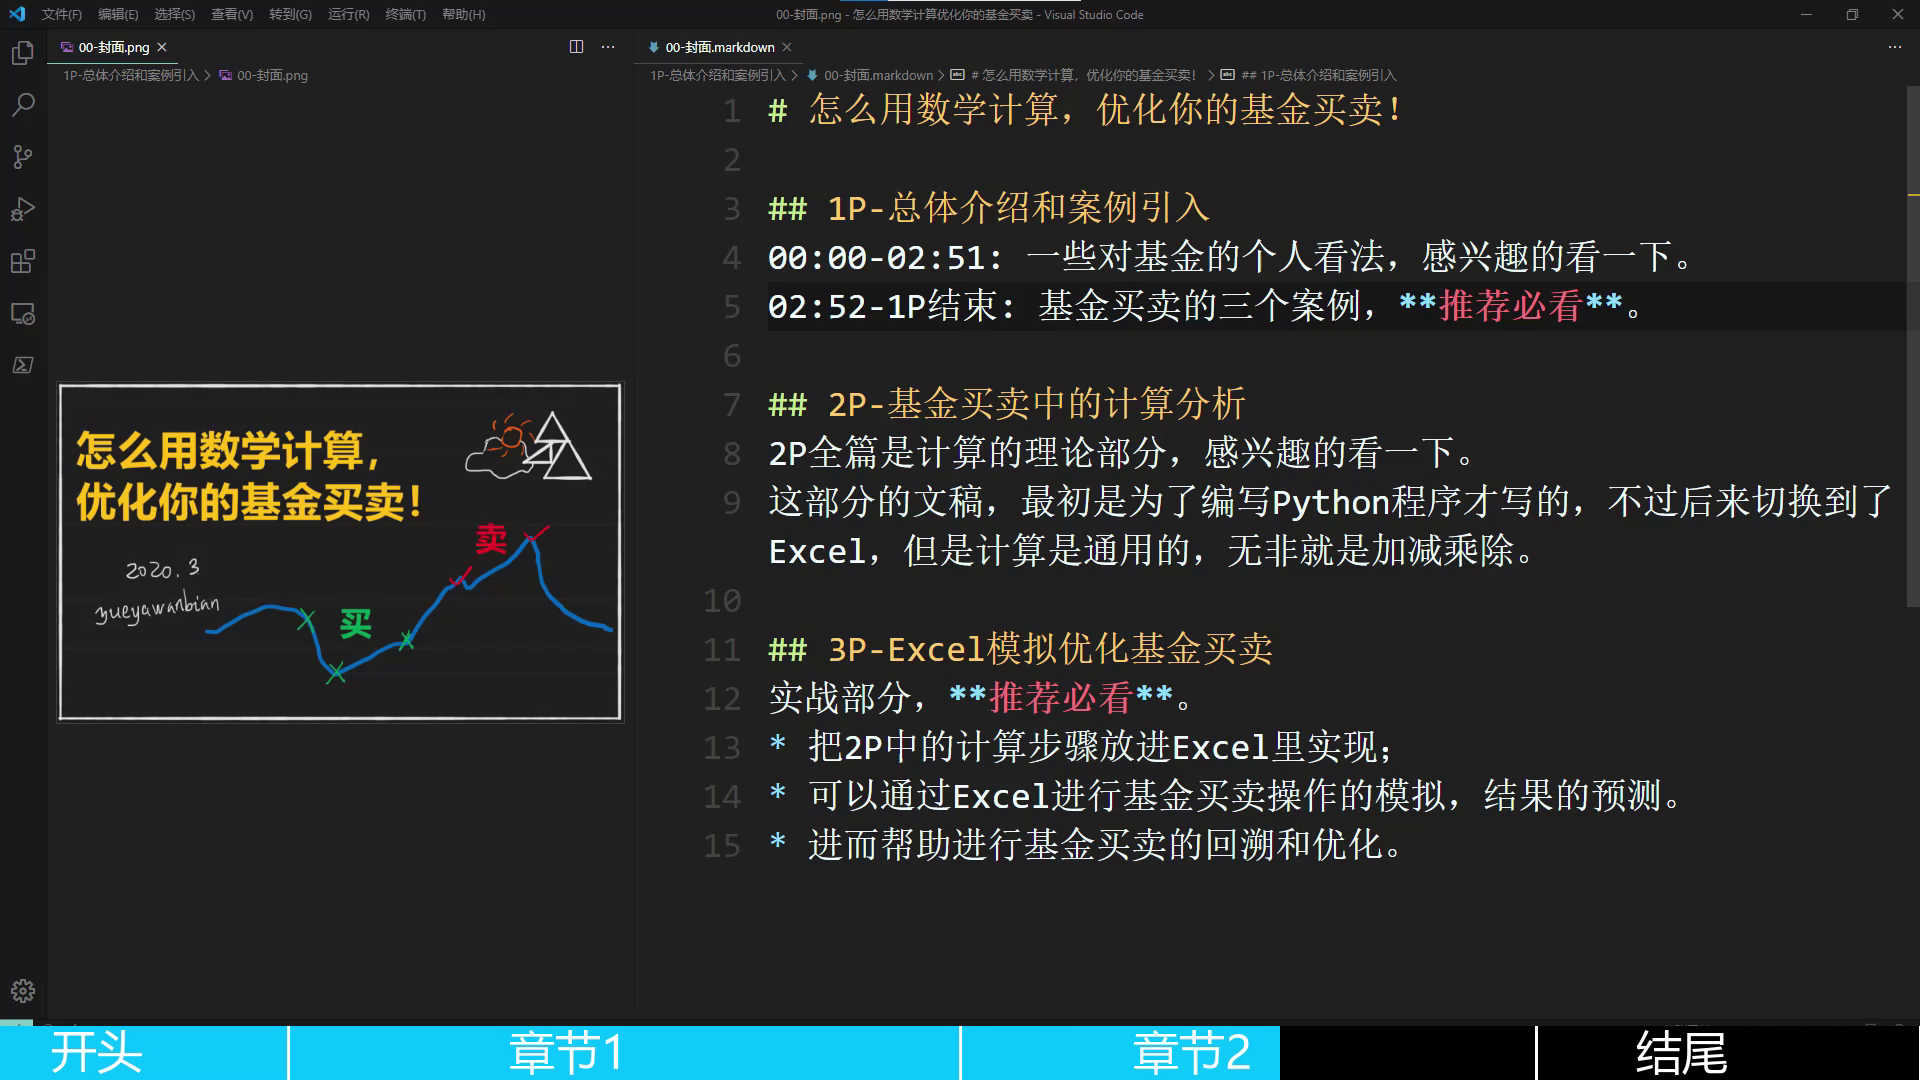 文件(F) 编辑(E) 选择(S) 查看(V) 转到(G) 运行(R) 终端(T) 帮助(H) 00-封面.png - 怎么用数学计算优化你的基金买卖 - Visual Studio Code
00-封面.png
1P-总体介绍和案例引入 > 00-封面.png
怎么用数学计算,
优化你的基金买卖!
2020.3
yueyawanbian
买
卖
00-封面.markdown
1P-总体介绍和案例引入 > 00-封面.markdown > # 怎么用数学计算，优化你的基金买卖！ > ## 1P-总体介绍和案例引入
1 # 怎么用数学计算，优化你的基金买卖！
2
3 ## 1P-总体介绍和案例引入
4 00:00-02:51: 一些对基金的个人看法，感兴趣的看一下。
5 02:52-1P结束: 基金买卖的三个案例，**推荐必看**。
6
7 ## 2P-基金买卖中的计算分析
8 2P全篇是计算的理论部分，感兴趣的看一下。
9 这部分的文稿，最初是为了编写Python程序才写的，不过后来切换到了
Excel，但是计算是通用的，无非就是加减乘除。
10
11 ## 3P-Excel模拟优化基金买卖
12 实战部分，**推荐必看**。
13 * 把2P中的计算步骤放进Excel里实现；
14 * 可以通过Excel进行基金买卖操作的模拟，结果的预测。
15 * 进而帮助进行基金买卖的回溯和优化。
开头 章节1 章节2 结尾